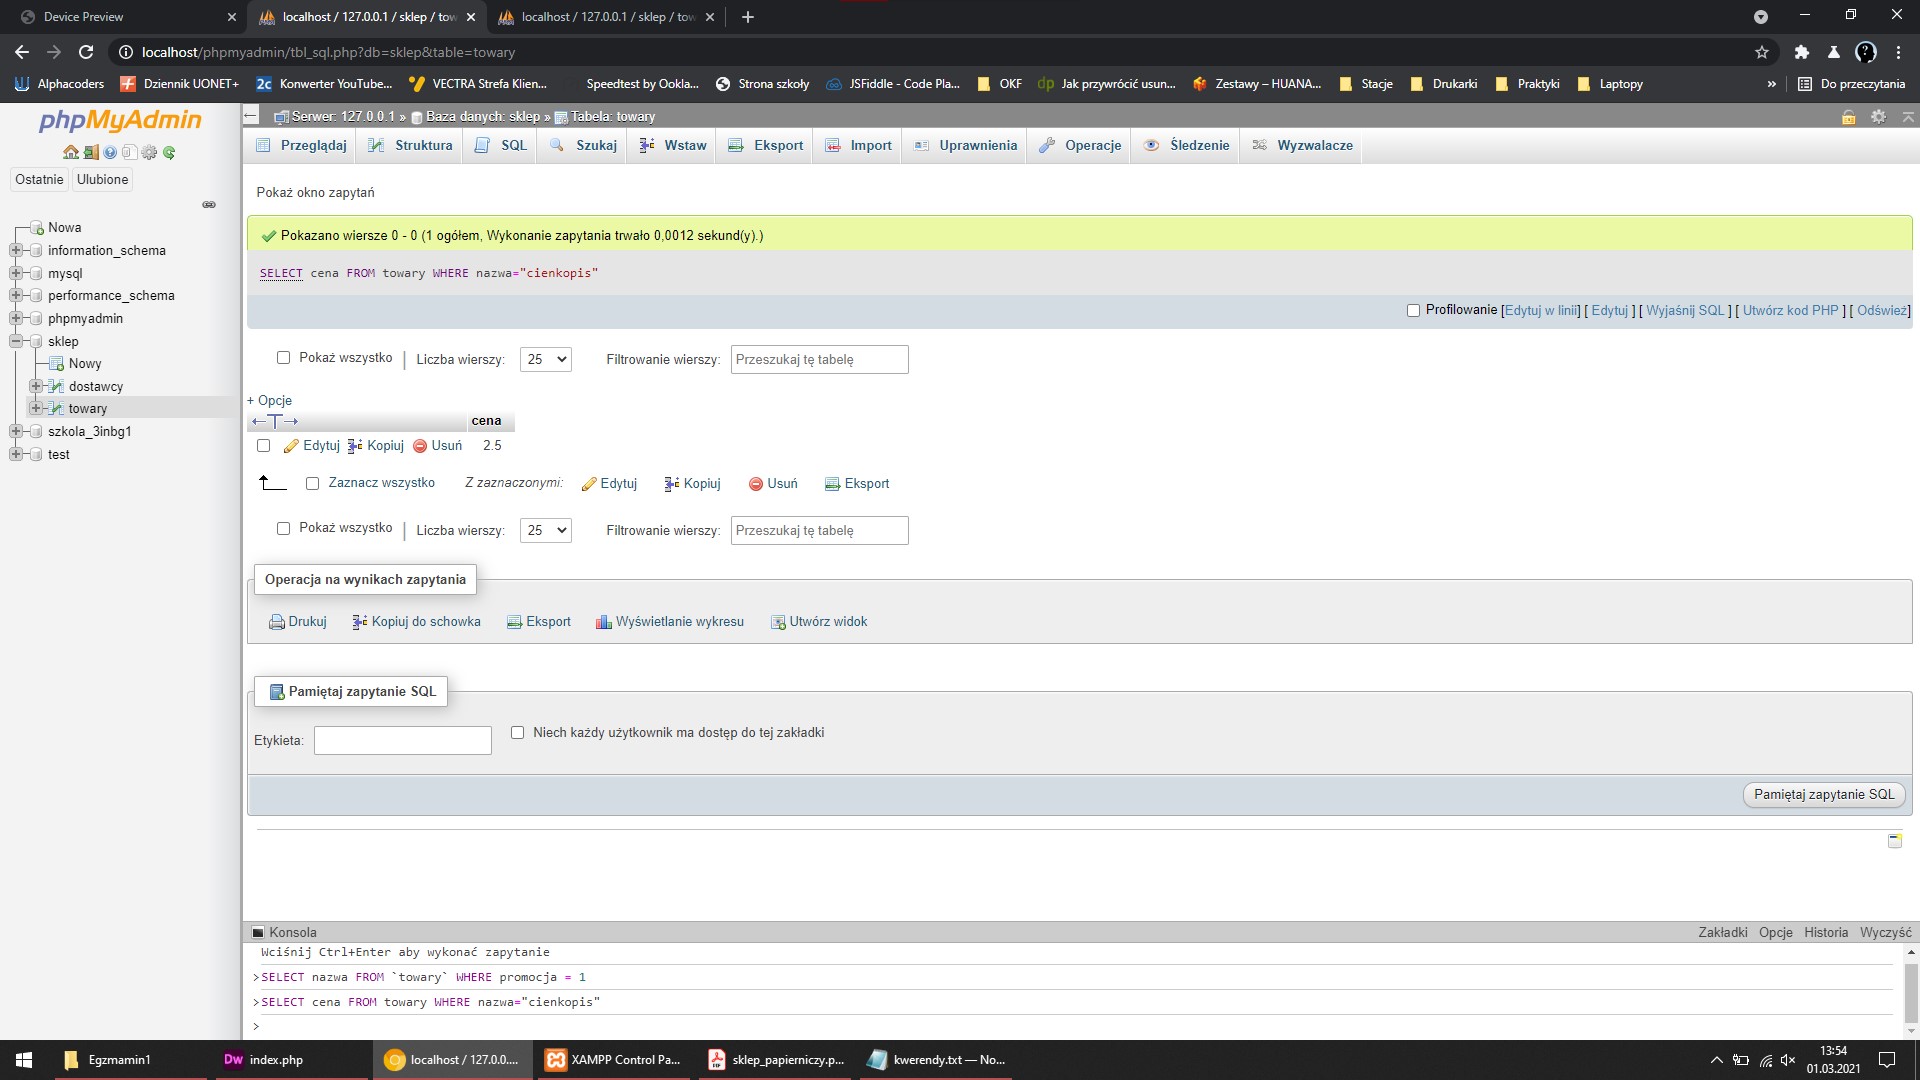 Device Preview
localhost / 127.0.0.1 / sklep / tow
localhost / 127.0.0.1 / sklep / tow
localhost/phpmyadmin/tbl_sql.php?db=sklep&table=towary
Alphacoders
Dziennik UONET+
2c Konwerter YouTube...
VECTRA Strefa Klien...
Speedtest by Ookla...
Strona szkoły
JSFiddle - Code Pla...
OKF
dp Jak przywrócić usun...
Zestawy – HUANA...
Stacje
Drukarki
Praktyki
Laptopy
»
Do przeczytania
phpMyAdmin
Ostatnie Ulubione
Nowa
information_schema
mysql
performance_schema
phpmyadmin
sklep
Nowy
dostawcy
towary
szkola_3inbg1
test
Serwer: 127.0.0.1 » Baza danych: sklep » Tabela: towary
Przeglądaj Struktura SQL Szukaj Wstaw Eksport Import Uprawnienia Operacje Śledzenie Wyzwalacze
Pokaż okno zapytań
Pokazano wiersze 0 - 0 (1 ogółem, Wykonanie zapytania trwało 0,0012 sekund(y).)
SELECT cena FROM towary WHERE nazwa="cienkopis"
Profilowanie [Edytuj w linii] [ Edytuj ] [ Wyjaśnij SQL ] [ Utwórz kod PHP ] [ Odśwież]
Pokaż wszystko | Liczba wierszy: 25 Filtrowanie wierszy: Przeszukaj tę tabelę
+ Opcje
←T→ cena
Edytuj Kopiuj Usuń 2.5
Zaznacz wszystko Z zaznaczonymi: Edytuj Kopiuj Usuń Eksport
Pokaż wszystko | Liczba wierszy: 25 Filtrowanie wierszy: Przeszukaj tę tabelę
Operacja na wynikach zapytania
Drukuj Kopiuj do schowka Eksport Wyświetlanie wykresu Utwórz widok
Pamiętaj zapytanie SQL
Etykieta: Niech każdy użytkownik ma dostęp do tej zakładki
Pamiętaj zapytanie SQL
Konsola Zakładki Opcje Historia Wyczyść
Wciśnij Ctrl+Enter aby wykonać zapytanie
>SELECT nazwa FROM `towary` WHERE promocja = 1
>SELECT cena FROM towary WHERE nazwa="cienkopis"
>
Egzmamin1
Dw index.php
localhost / 127.0.0....
XAMPP Control Pa...
sklep_papierniczy.p...
kwerendy.txt — No...
13:54
01.03.2021